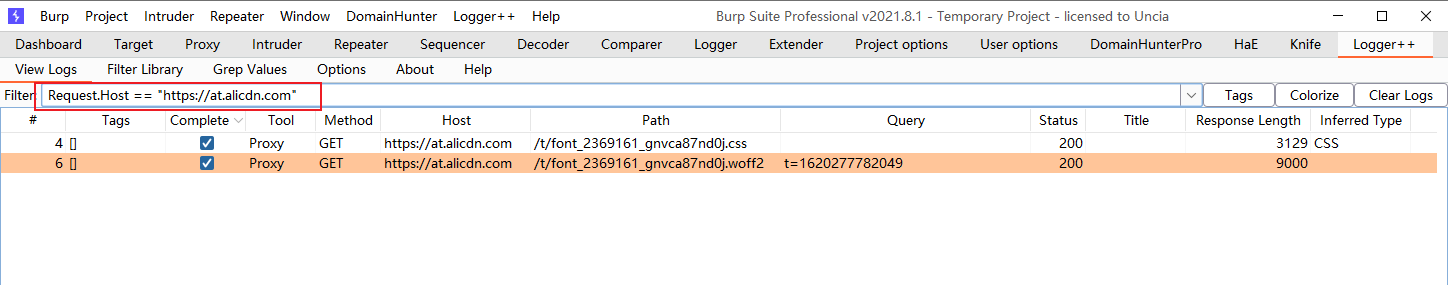 Burp Project Intruder Repeater Window DomainHunter Logger++ Help Burp Suite Professional v2021.8.1 - Temporary Project - licensed to Uncia
Dashboard Target Proxy Intruder Repeater Sequencer Decoder Comparer Logger Extender Project options User options DomainHunterPro HaE Knife Logger++
View Logs Filter Library Grep Values Options About Help
Filter: Request.Host == "https://at.alicdn.com" Tags Colorize Clear Logs
# Tags Complete Tool Method Host Path Query Status Title Response Length Inferred Type
4 [] Proxy GET https://at.alicdn.com /t/font_2369161_gnvca87nd0j.css 200 3129 CSS
6 [] Proxy GET https://at.alicdn.com /t/font_2369161_gnvca87nd0j.woff2 t=1620277782049 200 9000